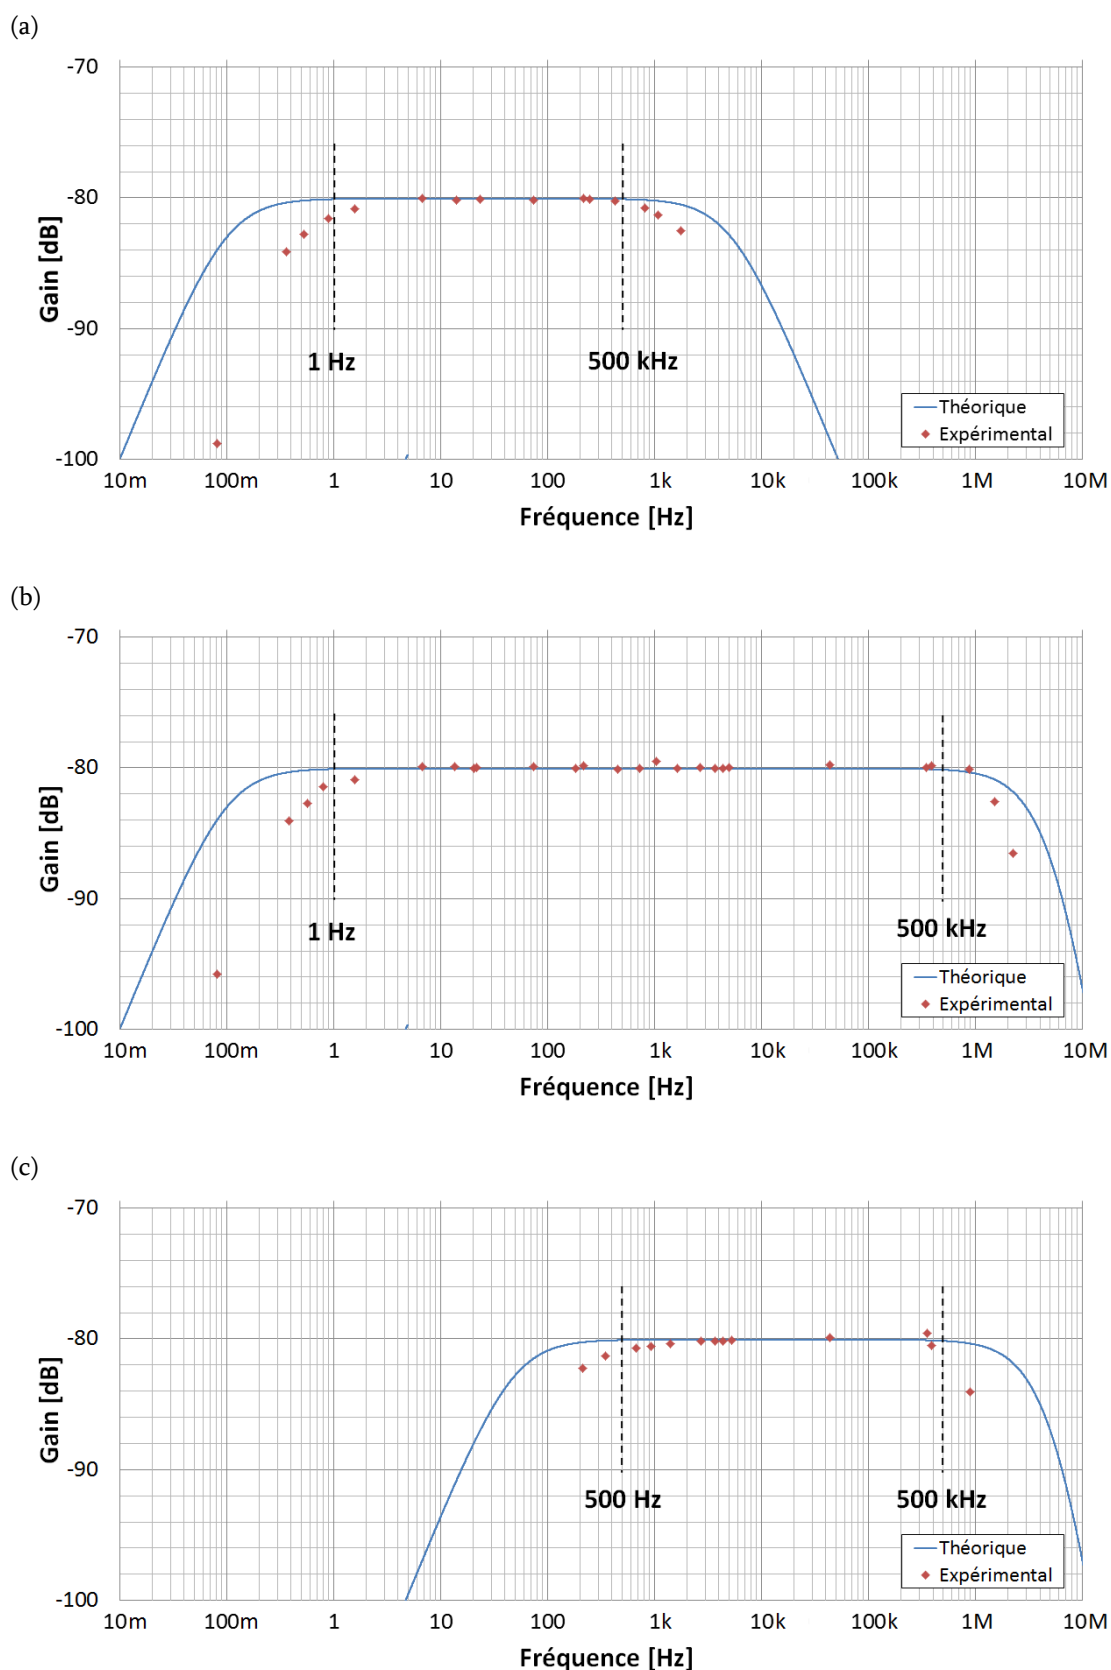 (a)
-70
-80
-90
-100
Gain [dB]
1 Hz
500 kHz
Théorique
Expérimental
10m 100m 1 10 100 1k 10k 100k 1M 10M
Fréquence [Hz]
(b)
-70
-80
-90
-100
Gain [dB]
1 Hz
500 kHz
Théorique
Expérimental
10m 100m 1 10 100 1k 10k 100k 1M 10M
Fréquence [Hz]
(c)
-70
-80
-90
-100
Gain [dB]
500 Hz
500 kHz
Théorique
Expérimental
10m 100m 1 10 100 1k 10k 100k 1M 10M
Fréquence [Hz]